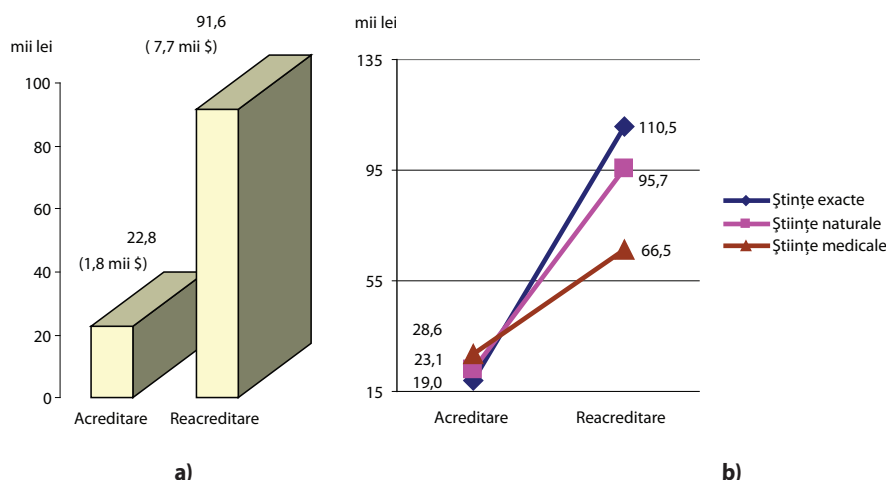 mii lei
91,6
( 7,7 mii $)
100
80
60
40
20
0
22,8
(1,8 mii $)
Acreditare
Reacreditare
a)
mii lei
135
95
55
15
110,5
95,7
66,5
28,6
23,1
19,0
Acreditare
Reacreditare
Ştinţe exacte
Ştiinţe naturale
Ştiinţe medicale
b)